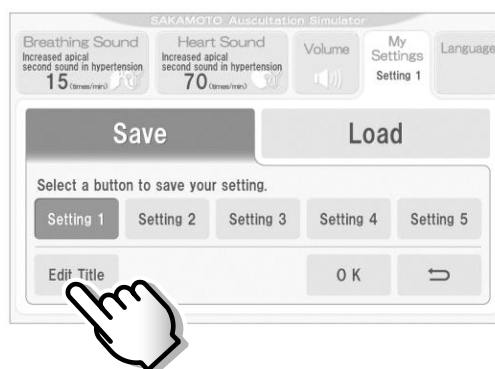 SAKAMOTO Auscultation Simulator
Breathing Sound
Increased apical
second sound in hypertension
15 (times/min)
Heart Sound
Increased apical
second sound in hypertension
70 (times/min)
Volume
My
Settings
Setting 1
Language
Save
Load
Select a button to save your setting.
Setting 1
Setting 2
Setting 3
Setting 4
Setting 5
Edit Title
OK